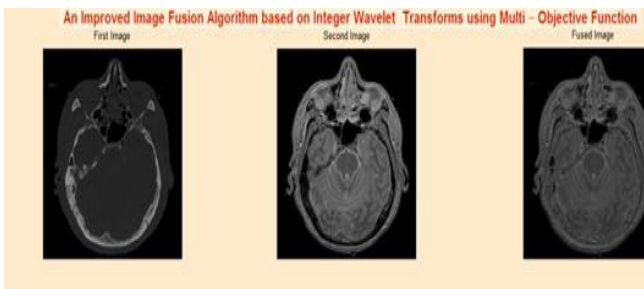 An Improved Image Fusion Algorithm based on Integer Wavelet Transforms using Multi - Objective Function
First Image
Second Image
Fused Image